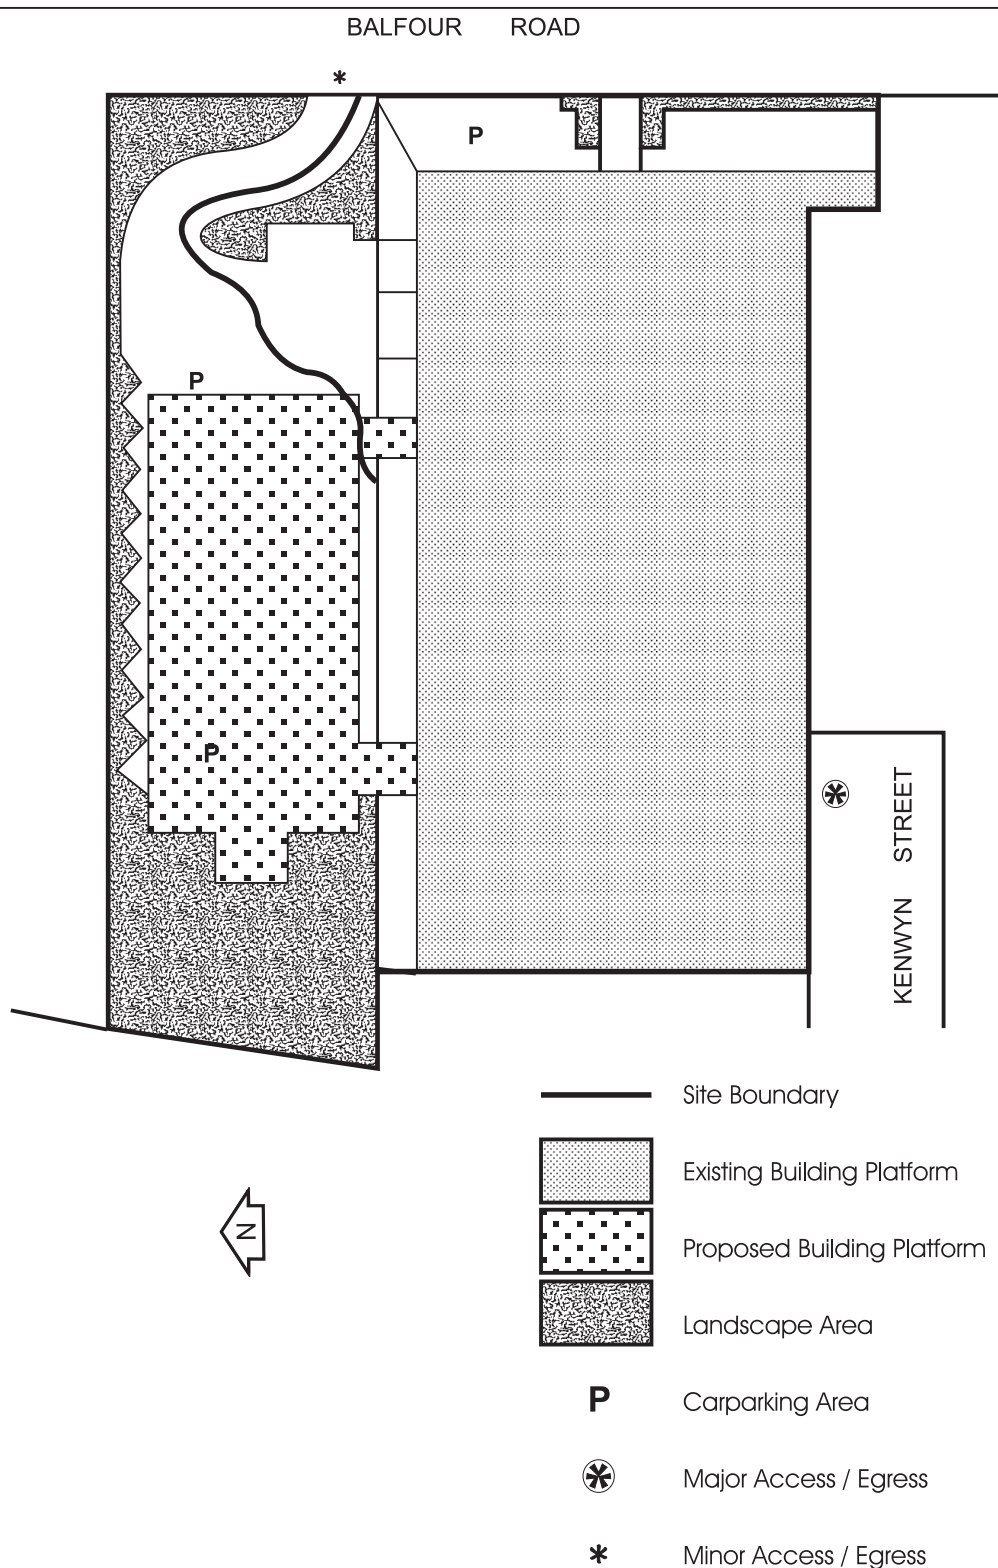 BALFOUR ROAD
*
P
P
P
KENWYN STREET
Site Boundary
Existing Building Platform
Proposed Building Platform
N
Landscape Area
P Carparking Area
Major Access / Egress
* Minor Access / Egress